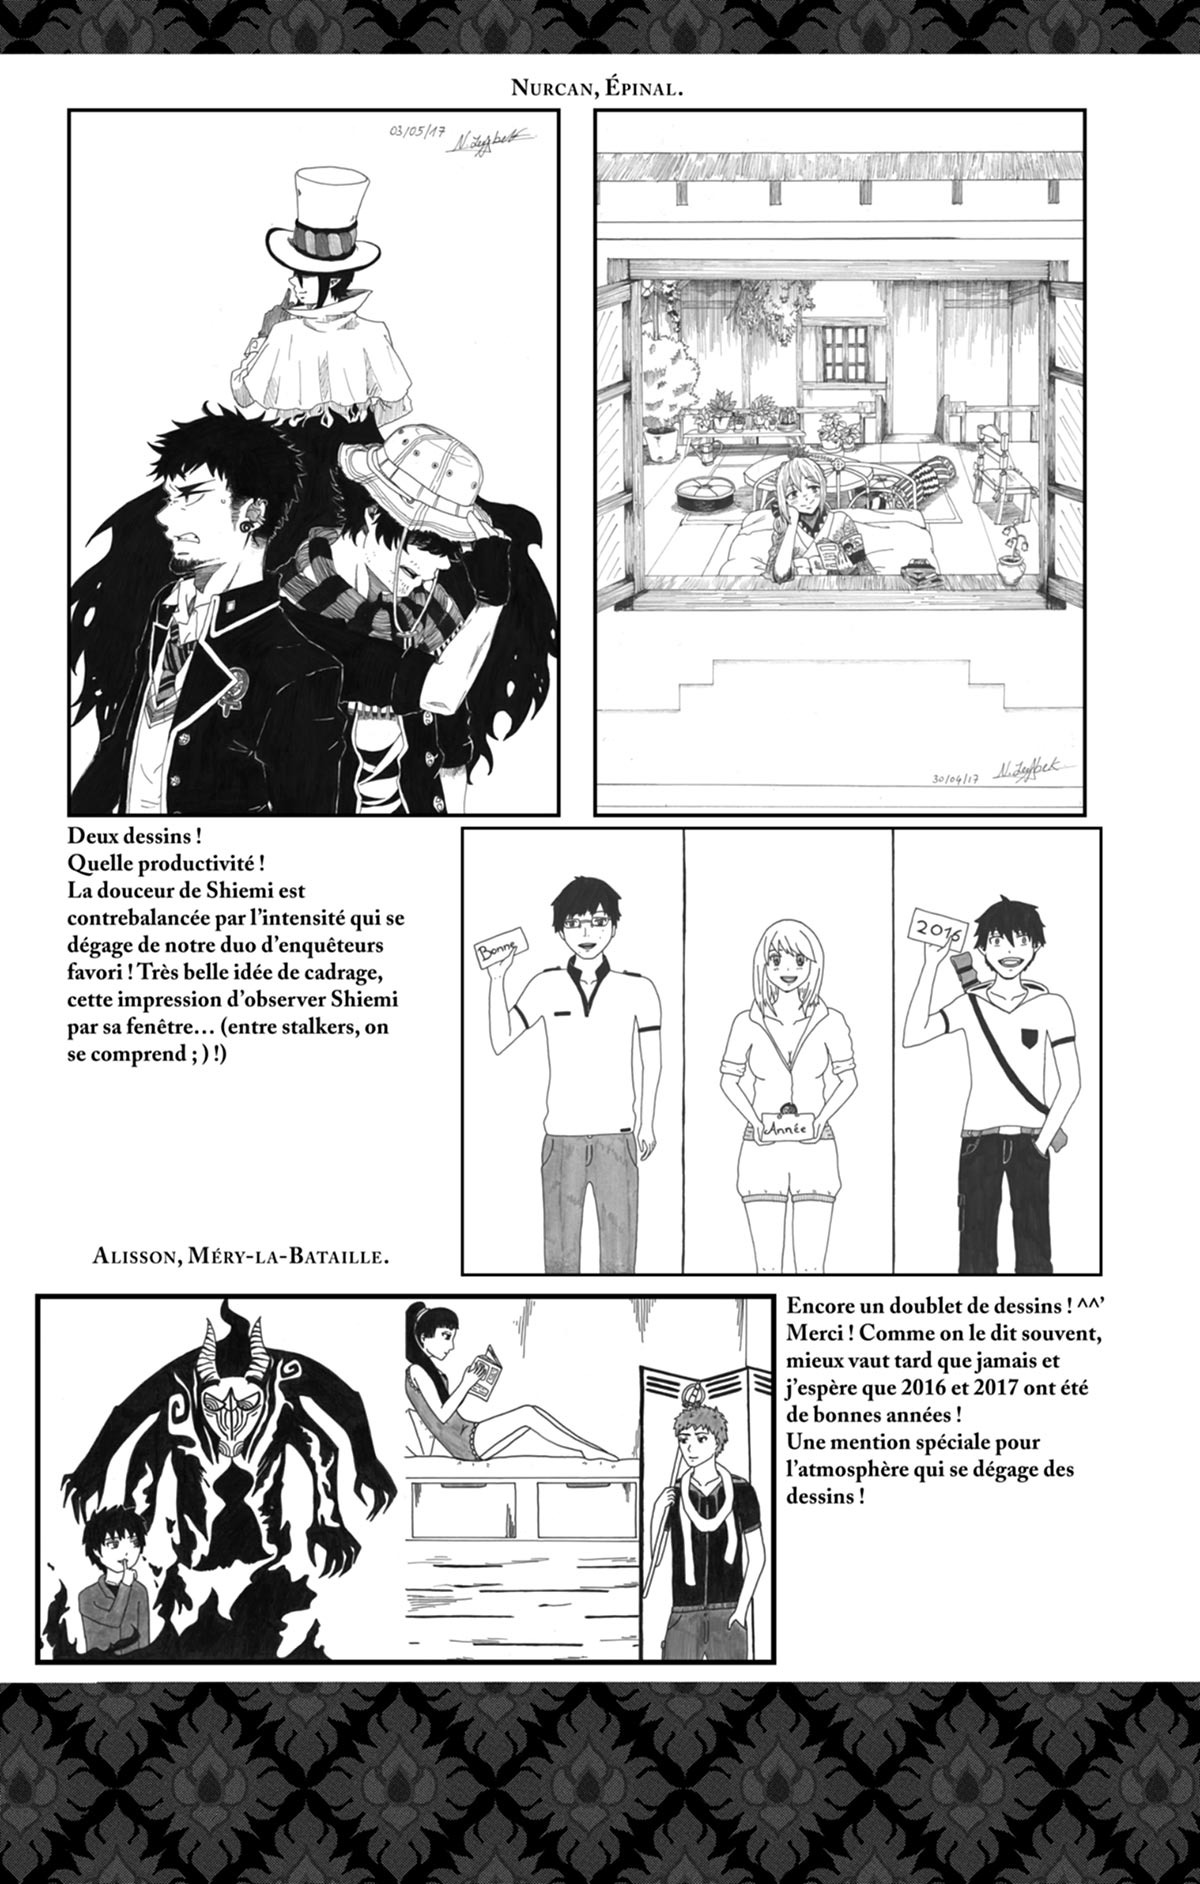 Nurcan, Épinal.
03/05/17
30/04/17
Deux dessins !
Quelle productivité !
La douceur de Shiemi est
contrebalancée par l'intensité qui se
dégage de notre duo d'enquêteurs
favori ! Très belle idée de cadrage,
cette impression d'observer Shiemi
par sa fenêtre… (entre stalkers, on
se comprend ; ) !)
Bonne
Année
2016
Alisson, Méry-la-Bataille.
Encore un doublet de dessins ! ^^'
Merci ! Comme on le dit souvent,
mieux vaut tard que jamais et
j'espère que 2016 et 2017 ont été
de bonnes années !
Une mention spéciale pour
l'atmosphère qui se dégage des
dessins !